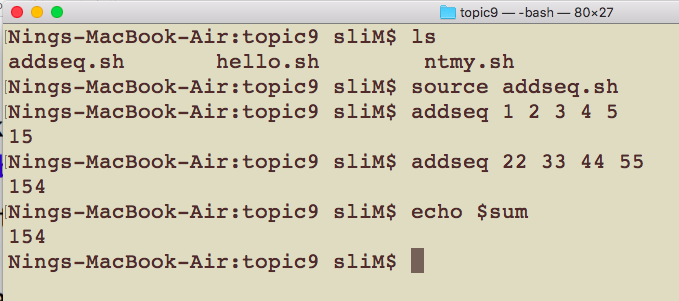 topic9 — -bash — 80×27
Nings-MacBook-Air:topic9 sliM$ ls
addseq.sh hello.sh ntmy.sh
Nings-MacBook-Air:topic9 sliM$ source addseq.sh
Nings-MacBook-Air:topic9 sliM$ addseq 1 2 3 4 5
15
Nings-MacBook-Air:topic9 sliM$ addseq 22 33 44 55
154
Nings-MacBook-Air:topic9 sliM$ echo $sum
154
Nings-MacBook-Air:topic9 sliM$